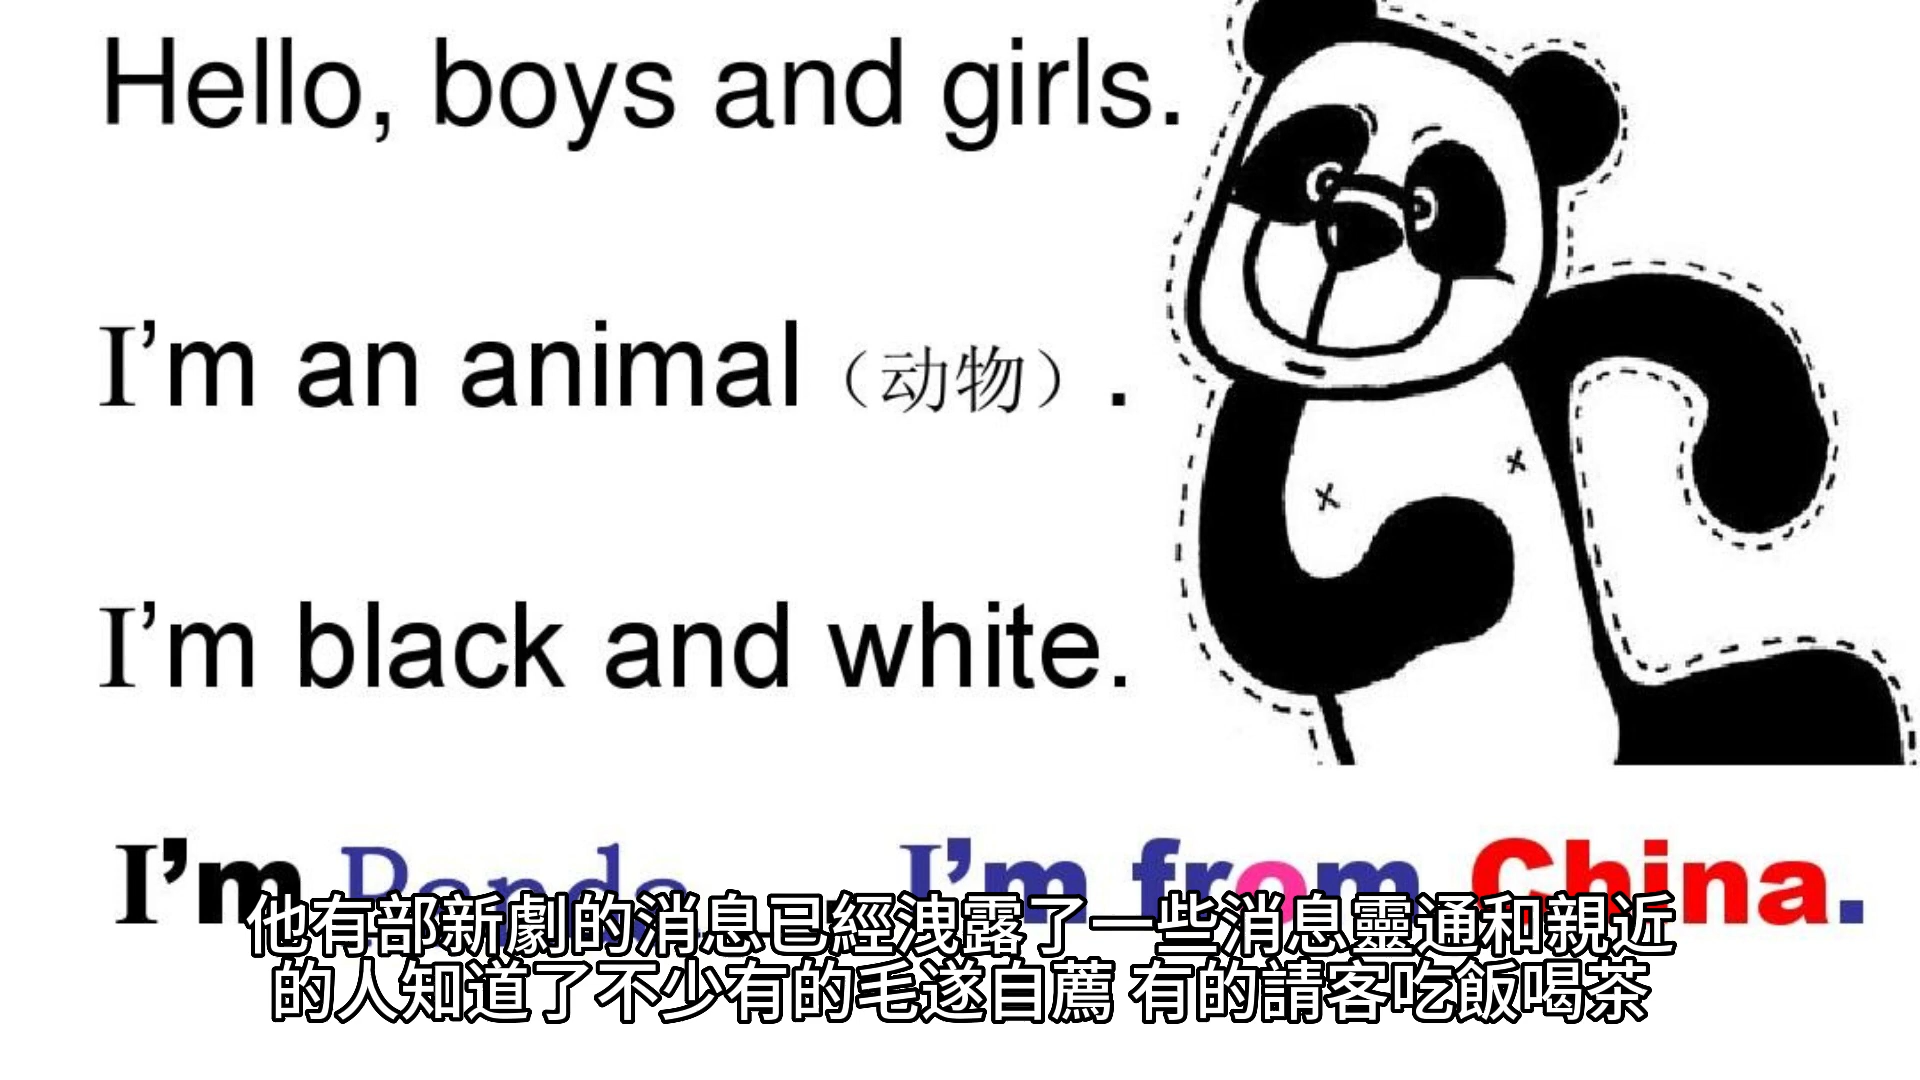 Hello, boys and girls.
I’m an animal（动物）.
I’m black and white.
I’m Panda. I’m from China.
他有部新劇的消息已經洩露了一些消息靈通和親近
的人知道了不少有的毛遂自薦 有的請客吃飯喝茶